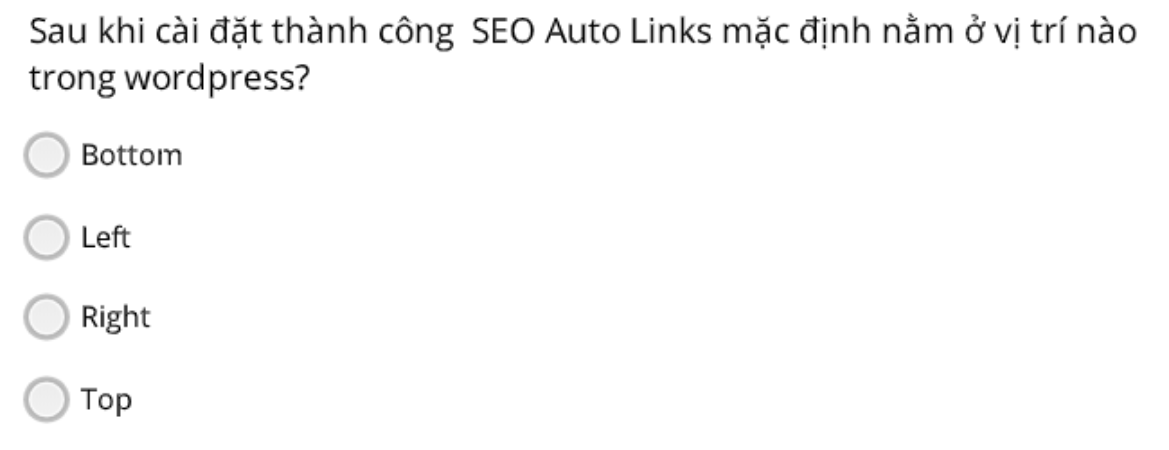 Sau khi cài đặt thành công SEO Auto Links mặc định nằm ở vị trí nào
trong wordpress?
Bottom
Left
Right
Top